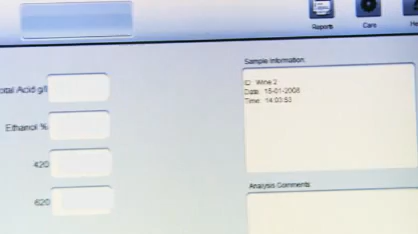 Reports Care
Sample Information
ID: Wine 2
Date: 15-01-2008
Time: 14:03:53
otal Acid g/l
Ethanol %
420
620
Analysis Comments